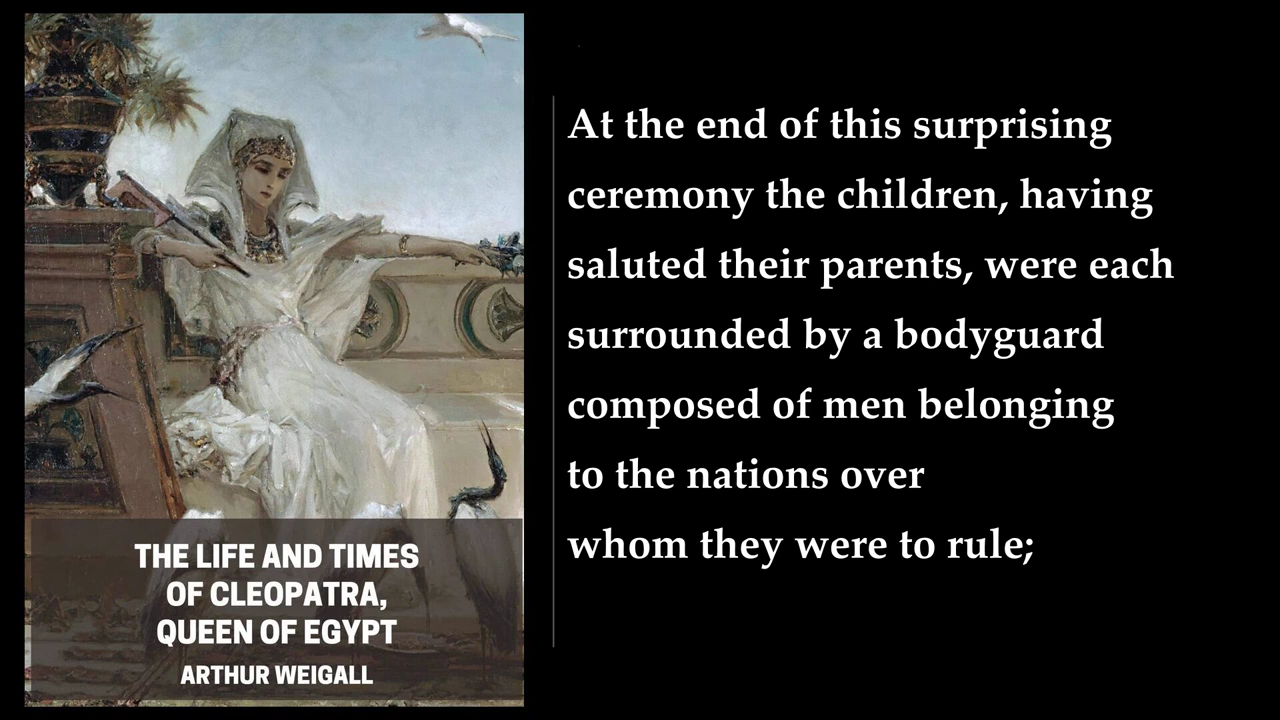 At the end of this surprising
ceremony the children, having
saluted their parents, were each
surrounded by a bodyguard
composed of men belonging
to the nations over
whom they were to rule;
THE LIFE AND TIMES
OF CLEOPATRA,
QUEEN OF EGYPT
ARTHUR WEIGALL